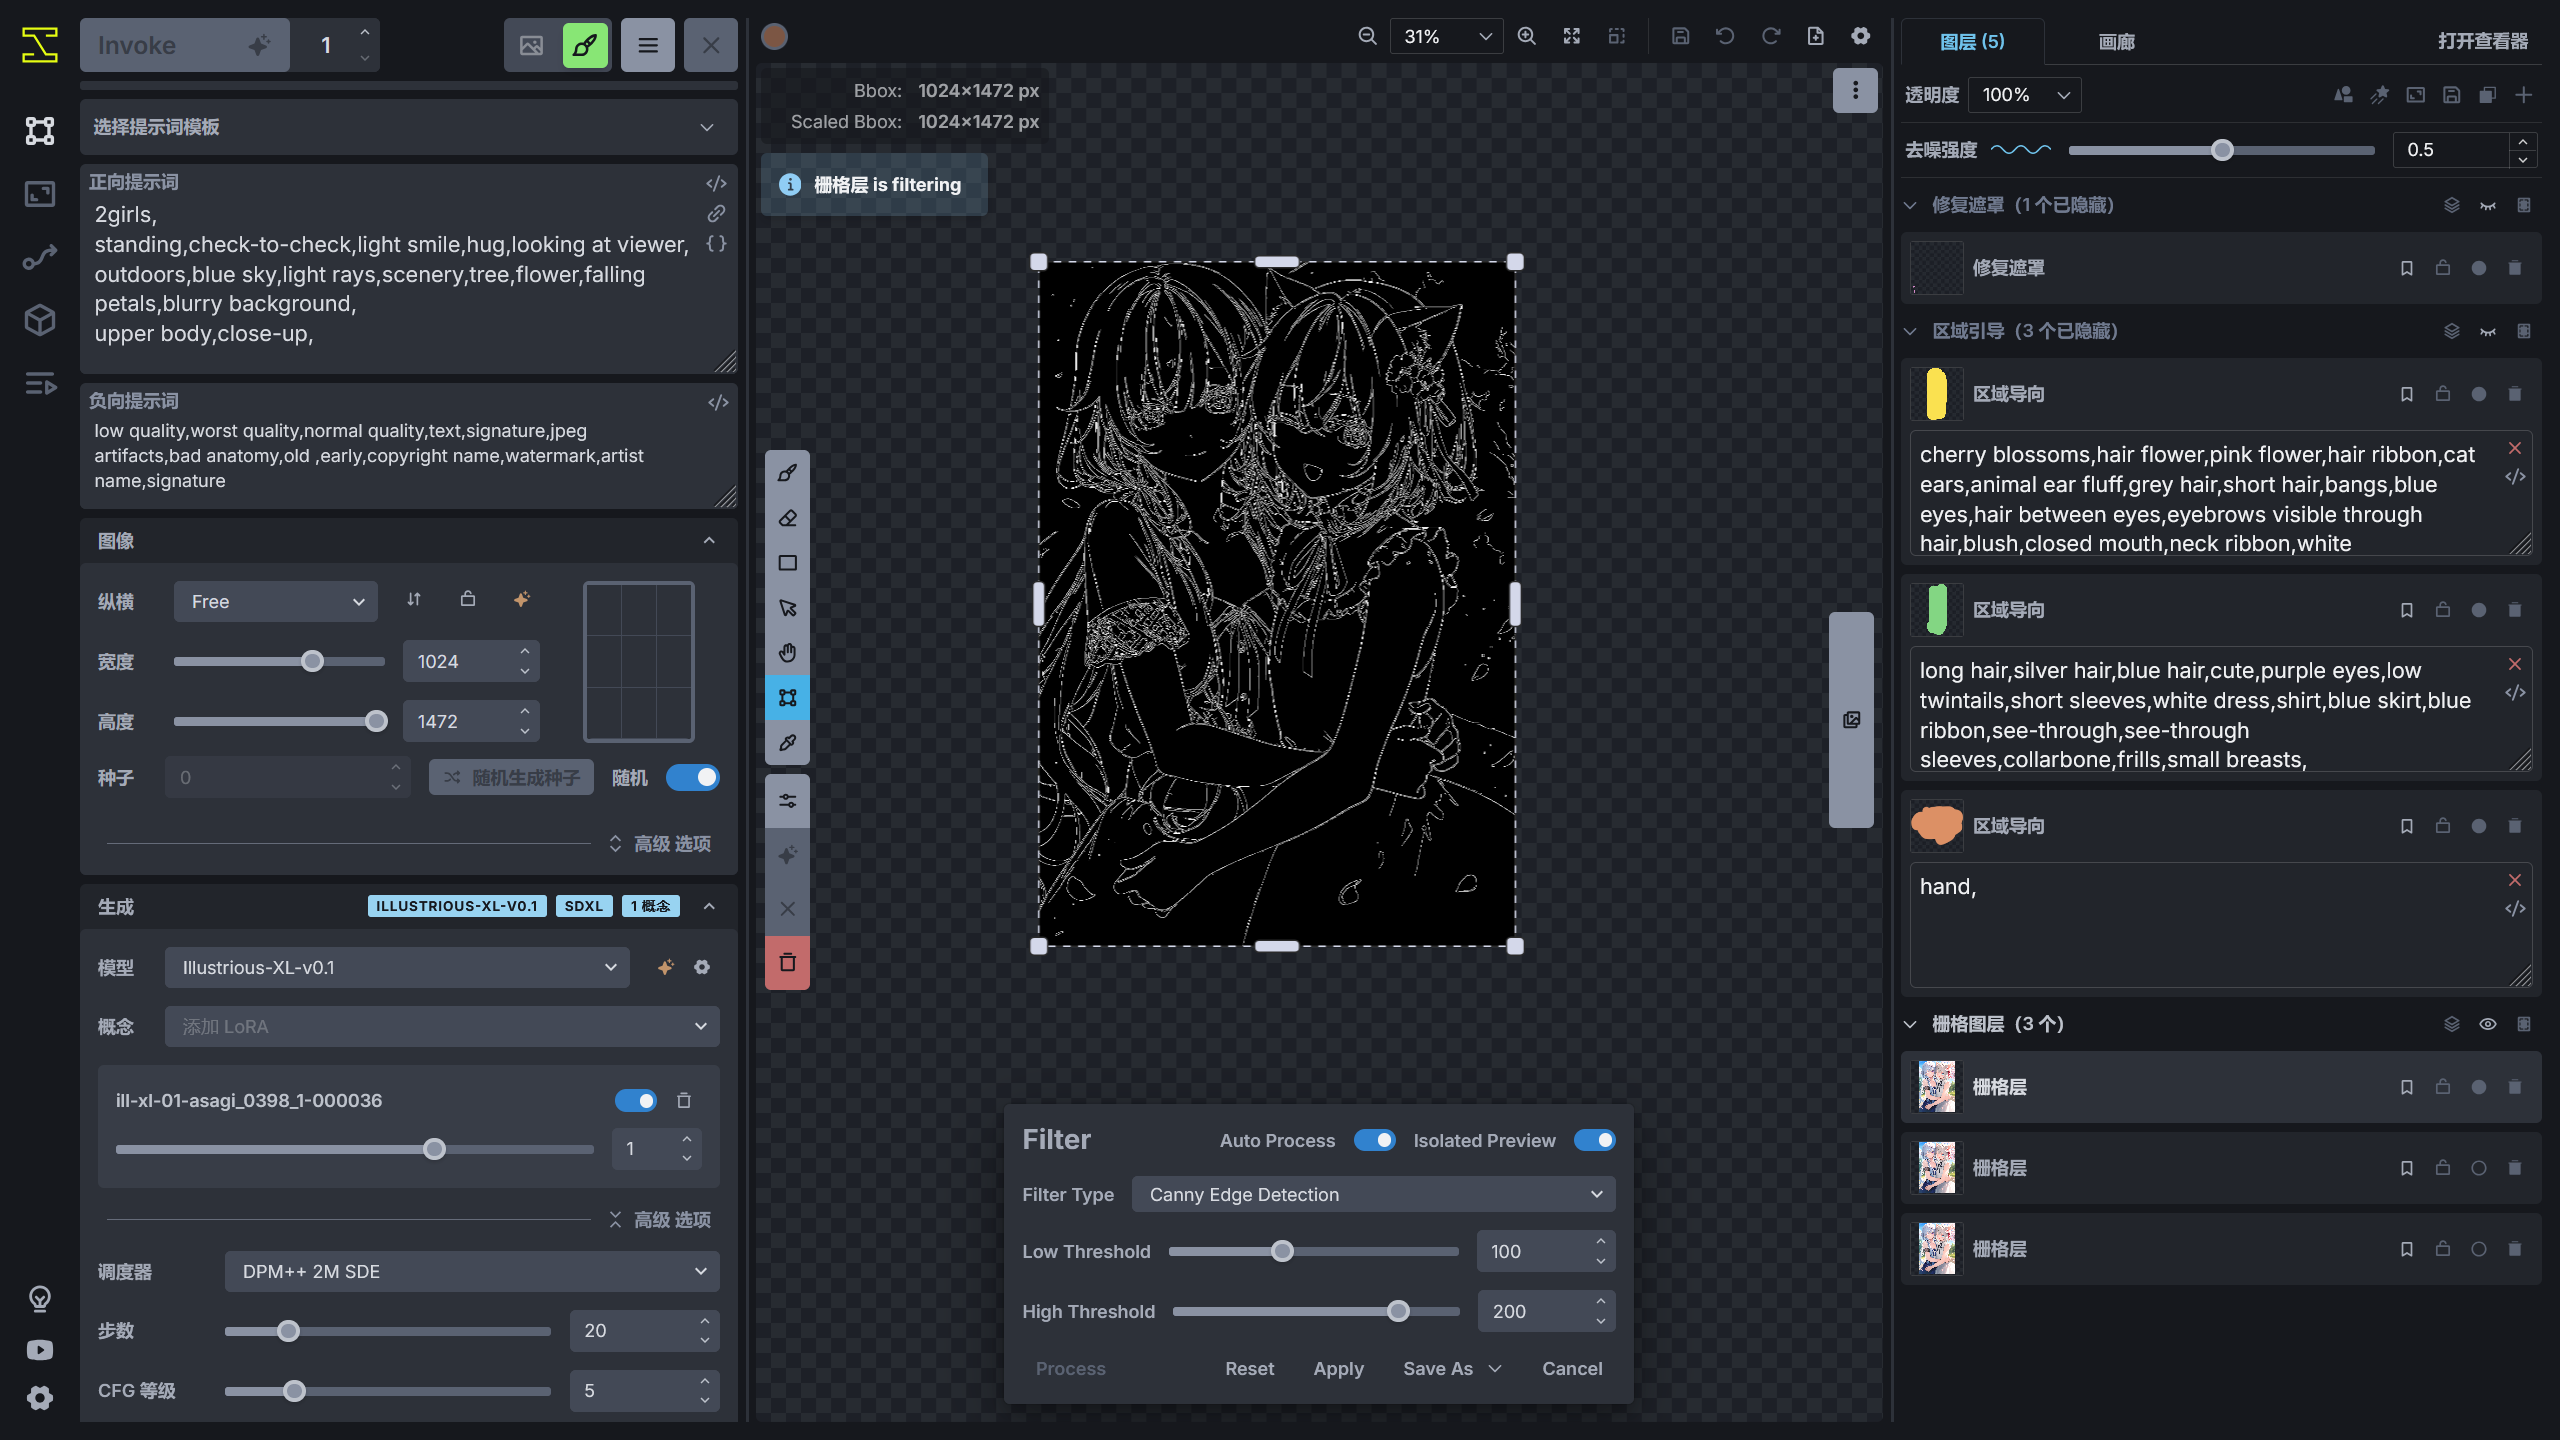 Invoke
1
选择提示词模板
正向提示词
2girls,
standing,check-to-check,light smile,hug,looking at viewer,
outdoors,blue sky,light rays,scenery,tree,flower,falling
petals,blurry background,
upper body,close-up,
负向提示词
low quality,worst quality,normal quality,text,signature,jpeg
artifacts,bad anatomy,old ,early,copyright name,watermark,artist
name,signature
图像
纵横
Free
宽度
1024
高度
1472
种子
0
随机生成种子
随机
高级 选项
生成
ILLUSTRIOUS-XL-V0.1
SDXL
1 概念
模型
Illustrious-XL-v0.1
概念
添加 LoRA
ill-xl-01-asagi_0398_1-000036
1
高级 选项
调度器
DPM++ 2M SDE
步数
20
CFG 等级
5
31%
Bbox: 1024×1472 px
Scaled Bbox: 1024×1472 px
栅格层 is filtering
Filter
Auto Process
Isolated Preview
Filter Type
Canny Edge Detection
Low Threshold
100
High Threshold
200
Process
Reset
Apply
Save As
Cancel
图层 (5)
画廊
打开查看器
透明度
100%
去噪强度
0.5
修复遮罩（1 个已隐藏）
修复遮罩
区域引导（3 个已隐藏）
区域导向
cherry blossoms,hair flower,pink flower,hair ribbon,cat
ears,animal ear fluff,grey hair,short hair,bangs,blue
eyes,hair between eyes,eyebrows visible through
hair,blush,closed mouth,neck ribbon,white
区域导向
long hair,silver hair,blue hair,cute,purple eyes,low
twintails,short sleeves,white dress,shirt,blue skirt,blue
ribbon,see-through,see-through
sleeves,collarbone,frills,small breasts,
区域导向
hand,
栅格图层（3 个）
栅格层
栅格层
栅格层